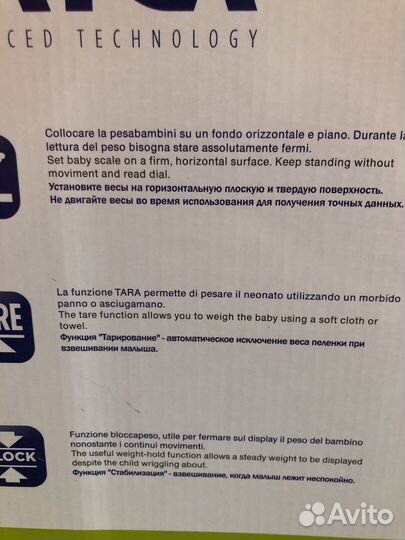 CED TECHNOLOGY
Collocare la pesabambini su un fondo orizzontale e piano. Durante la
lettura del peso bisogna stare assolutamente fermi.
Set baby scale on a firm, horizontal surface. Keep standing without
moviment and read dial.
Установите весы на горизонтальную плоскую и твердую поверхность.
Не двигайте весы во время использования для получения точных данных.
RE
La funzione TARA permette di pesare il neonato utilizzando un morbido
panno o asciugamano.
The tare function allows you to weigh the baby using a soft cloth or
towel.
Функция "Тарирование" - автоматическое исключение веса пеленки при
взвешивании малыша.
LOCK
Funzione bloccapeso, utile per fermare sul display il peso del bambino
nonostante i continui movimenti.
The useful weight-hold function allows a steady weight to be displayed
despite the child wriggling about.
Функция "Стабилизация" - взвешивание, когда малыш лежит неспокойно.
Avito